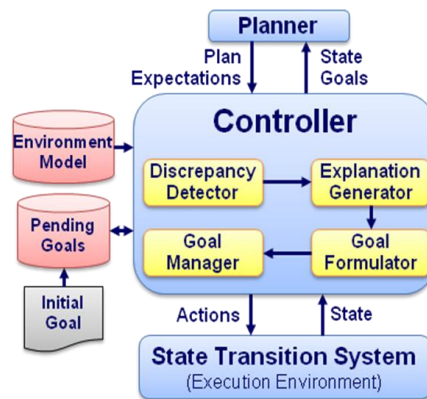 Planner
Plan
Expectations
State
Goals
Controller
Environment
Model
Discrepancy
Detector
Explanation
Generator
Pending
Goals
Goal
Manager
Goal
Formulator
Initial
Goal
Actions
State
State Transition System
(Execution Environment)